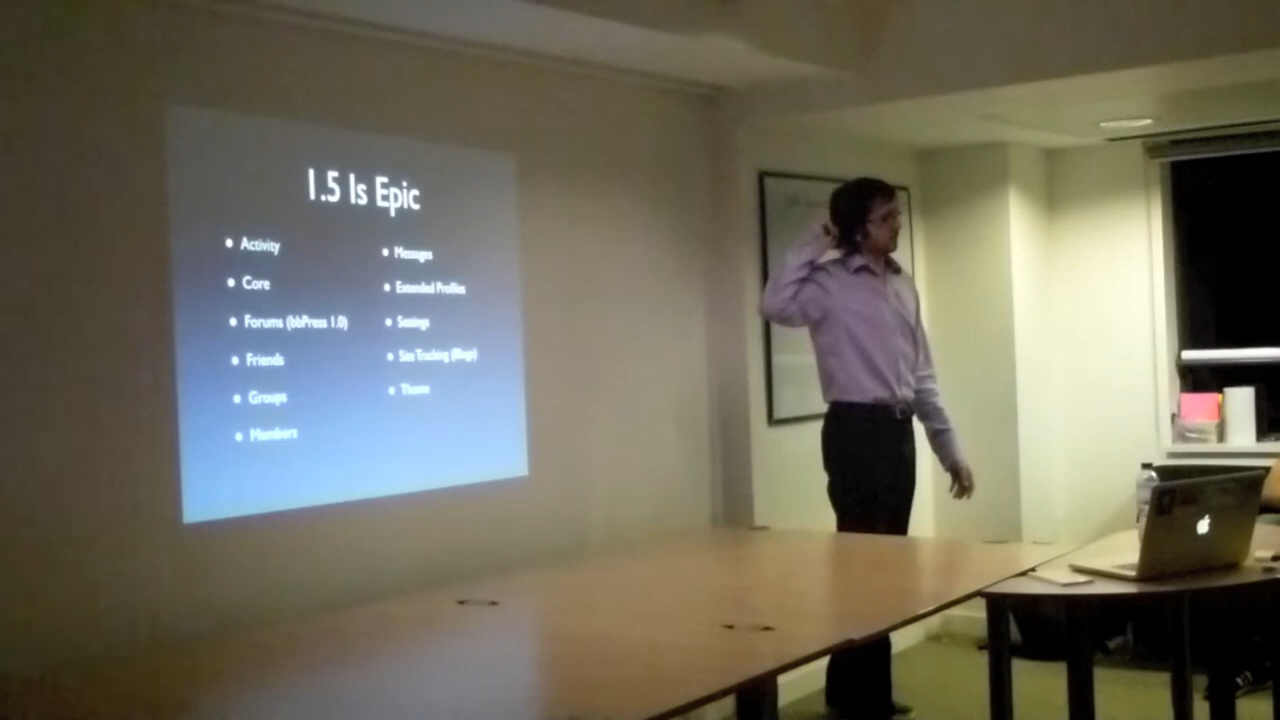 1.5 Is Epic
Activity
Core
Forums (bbPress 1.0)
Friends
Groups
Members
Messages
Extended Profiles
Settings
Site Tracking (Blogs)
Theme